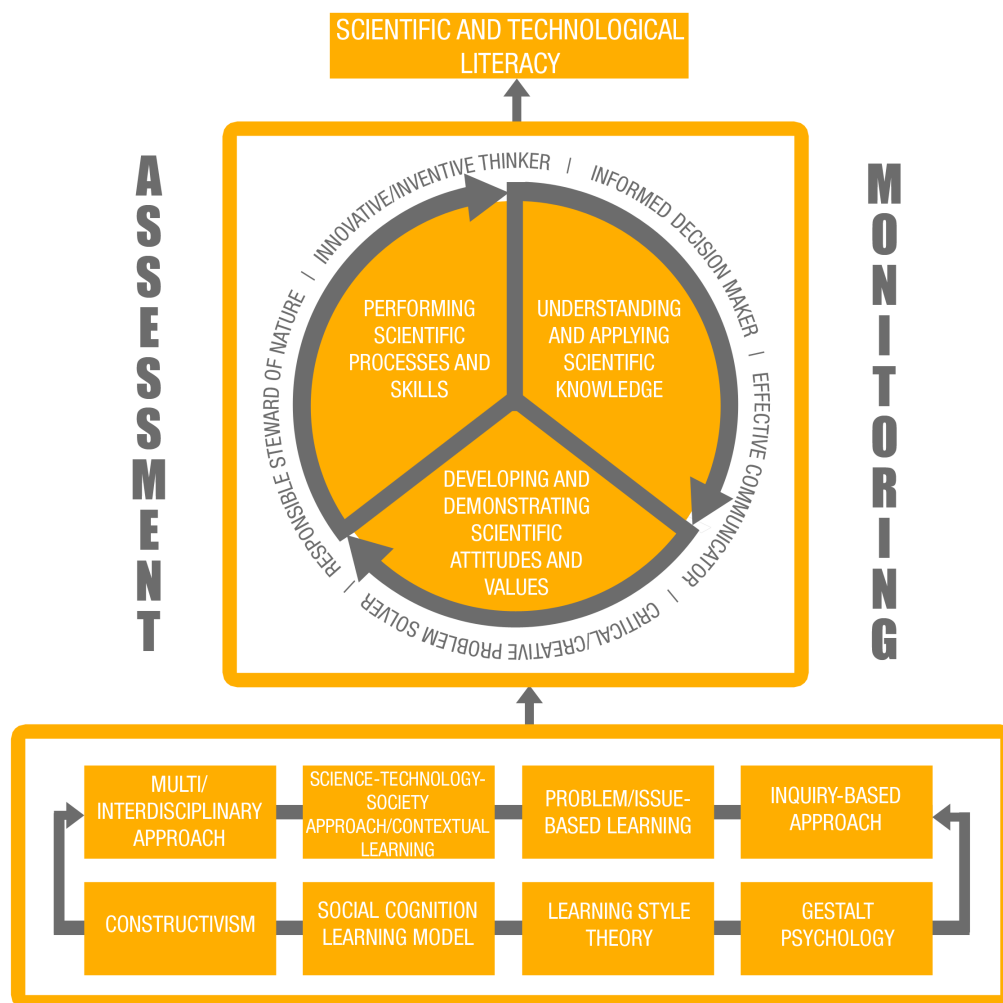 SCIENTIFIC AND TECHNOLOGICAL
LITERACY
ASSESSMENT
MONITORING
RESPONSIBLE STEWARD OF NATURE | INNOVATIVE/INVENTIVE THINKER | INFORMED DECISION MAKER | EFFECTIVE COMMUNICATOR | CRITICAL/CREATIVE PROBLEM SOLVER |
PERFORMING
SCIENTIFIC
PROCESSES AND
SKILLS
UNDERSTANDING
AND APPLYING
SCIENTIFIC
KNOWLEDGE
DEVELOPING AND
DEMONSTRATING
SCIENTIFIC
ATTITUDES AND
VALUES
MULTI/
INTERDISCIPLINARY
APPROACH
SCIENCE-TECHNOLOGY-
SOCIETY
APPROACH/CONTEXTUAL
LEARNING
PROBLEM/ISSUE-
BASED LEARNING
INQUIRY-BASED
APPROACH
CONSTRUCTIVISM
SOCIAL COGNITION
LEARNING MODEL
LEARNING STYLE
THEORY
GESTALT
PSYCHOLOGY